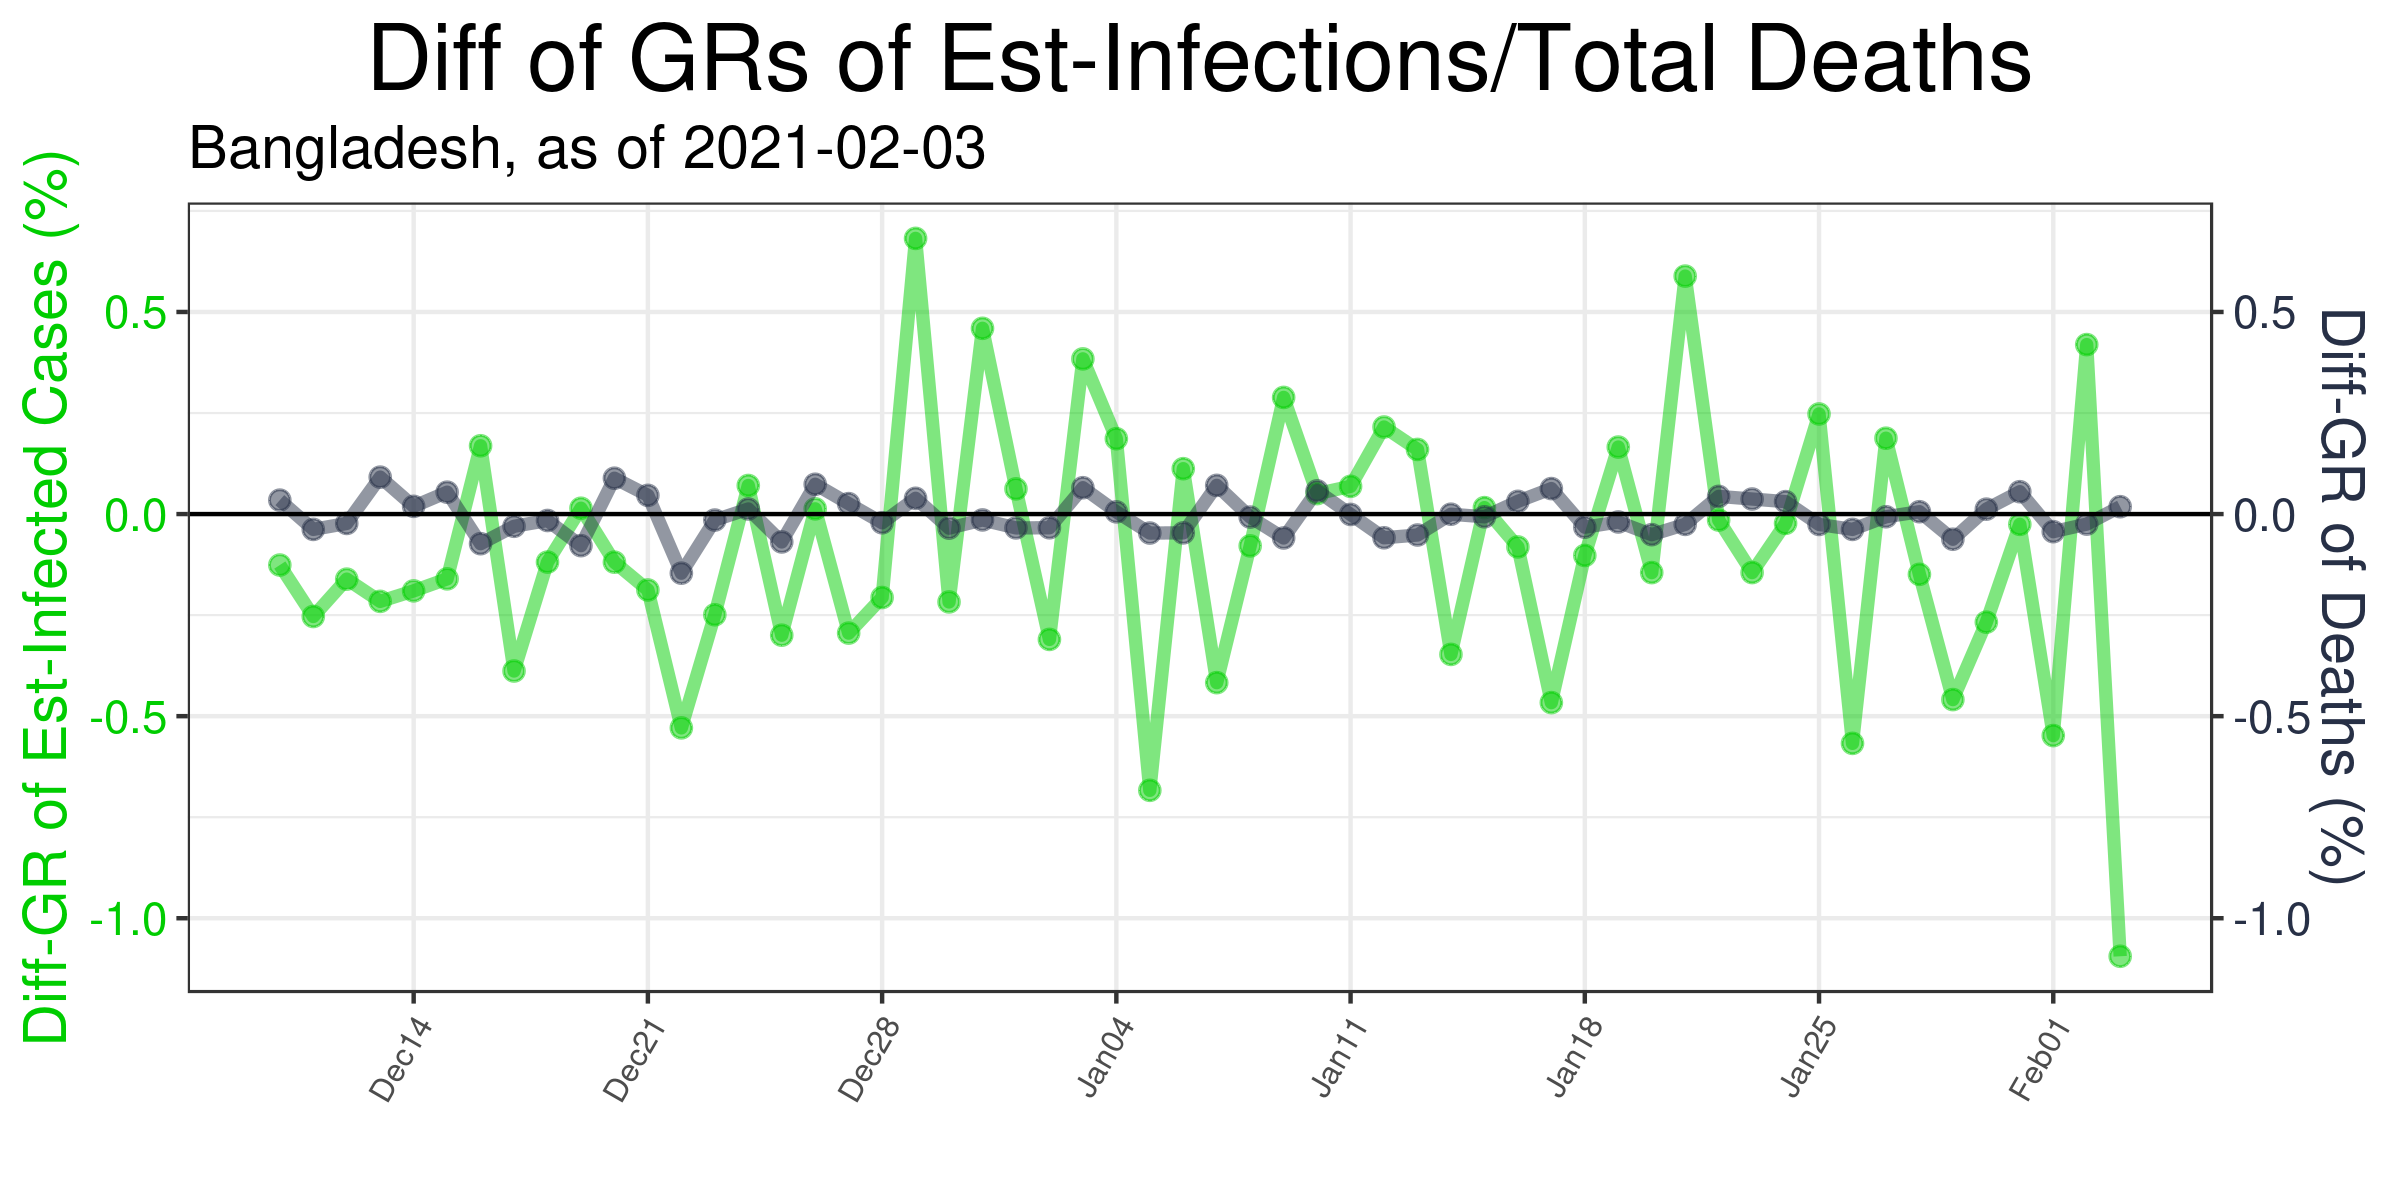 Diff of GRs of Est-Infections/Total Deaths
Bangladesh, as of 2021-02-03
Diff-GR of Est-Infected Cases (%)
0.5
0.0
-0.5
-1.0
0.5
0.0
-0.5
-1.0
Diff-GR of Deaths (%)
Dec14
Dec21
Dec28
Jan04
Jan11
Jan18
Jan25
Feb01